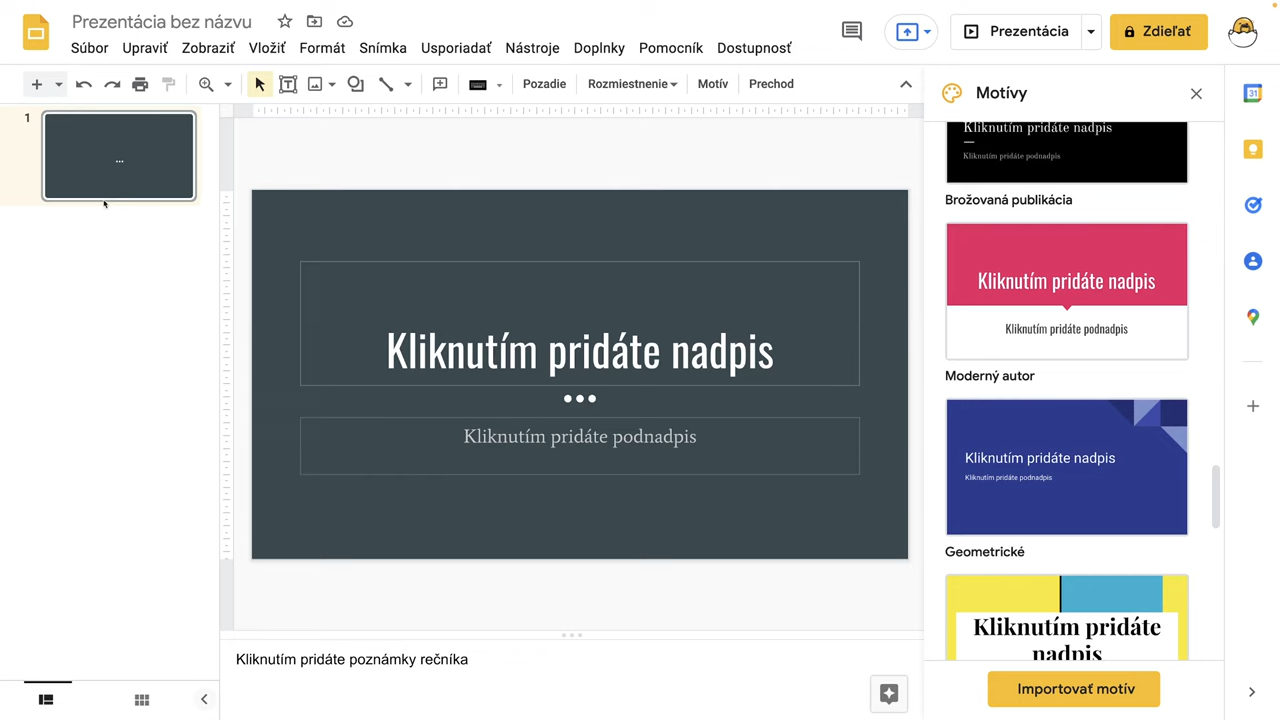 Prezentácia bez názvu
Súbor Upraviť Zobraziť Vložiť Formát Snímka Usporiadať Nástroje Doplnky Pomocník Dostupnosť
Prezentácia
Zdieľať
Pozadie Rozmiestnenie Motív Prechod
1
Kliknutím pridáte nadpis
Kliknutím pridáte podnadpis
Kliknutím pridáte poznámky rečníka
Motívy
Kliknutím pridáte nadpis
Kliknutím pridáte podnadpis
Brožovaná publikácia
Kliknutím pridáte nadpis
Kliknutím pridáte podnadpis
Moderný autor
Kliknutím pridáte nadpis
Kliknutím pridáte podnadpis
Geometrické
Kliknutím pridáte
nadpis
Importovať motív
31